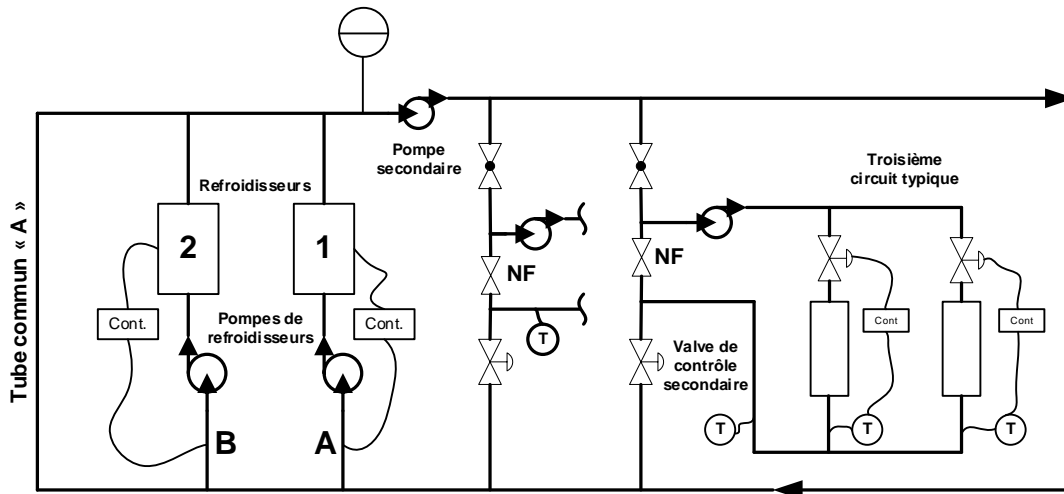 Tube commun « A »
Pompe
secondaire
Refroidisseurs
2
1
Cont.
Cont.
Pompes de
refroidisseurs
B
A
NF
T
NF
Troisième
circuit typique
Valve de
contrôle
secondaire
Cont
Cont
T
T
T